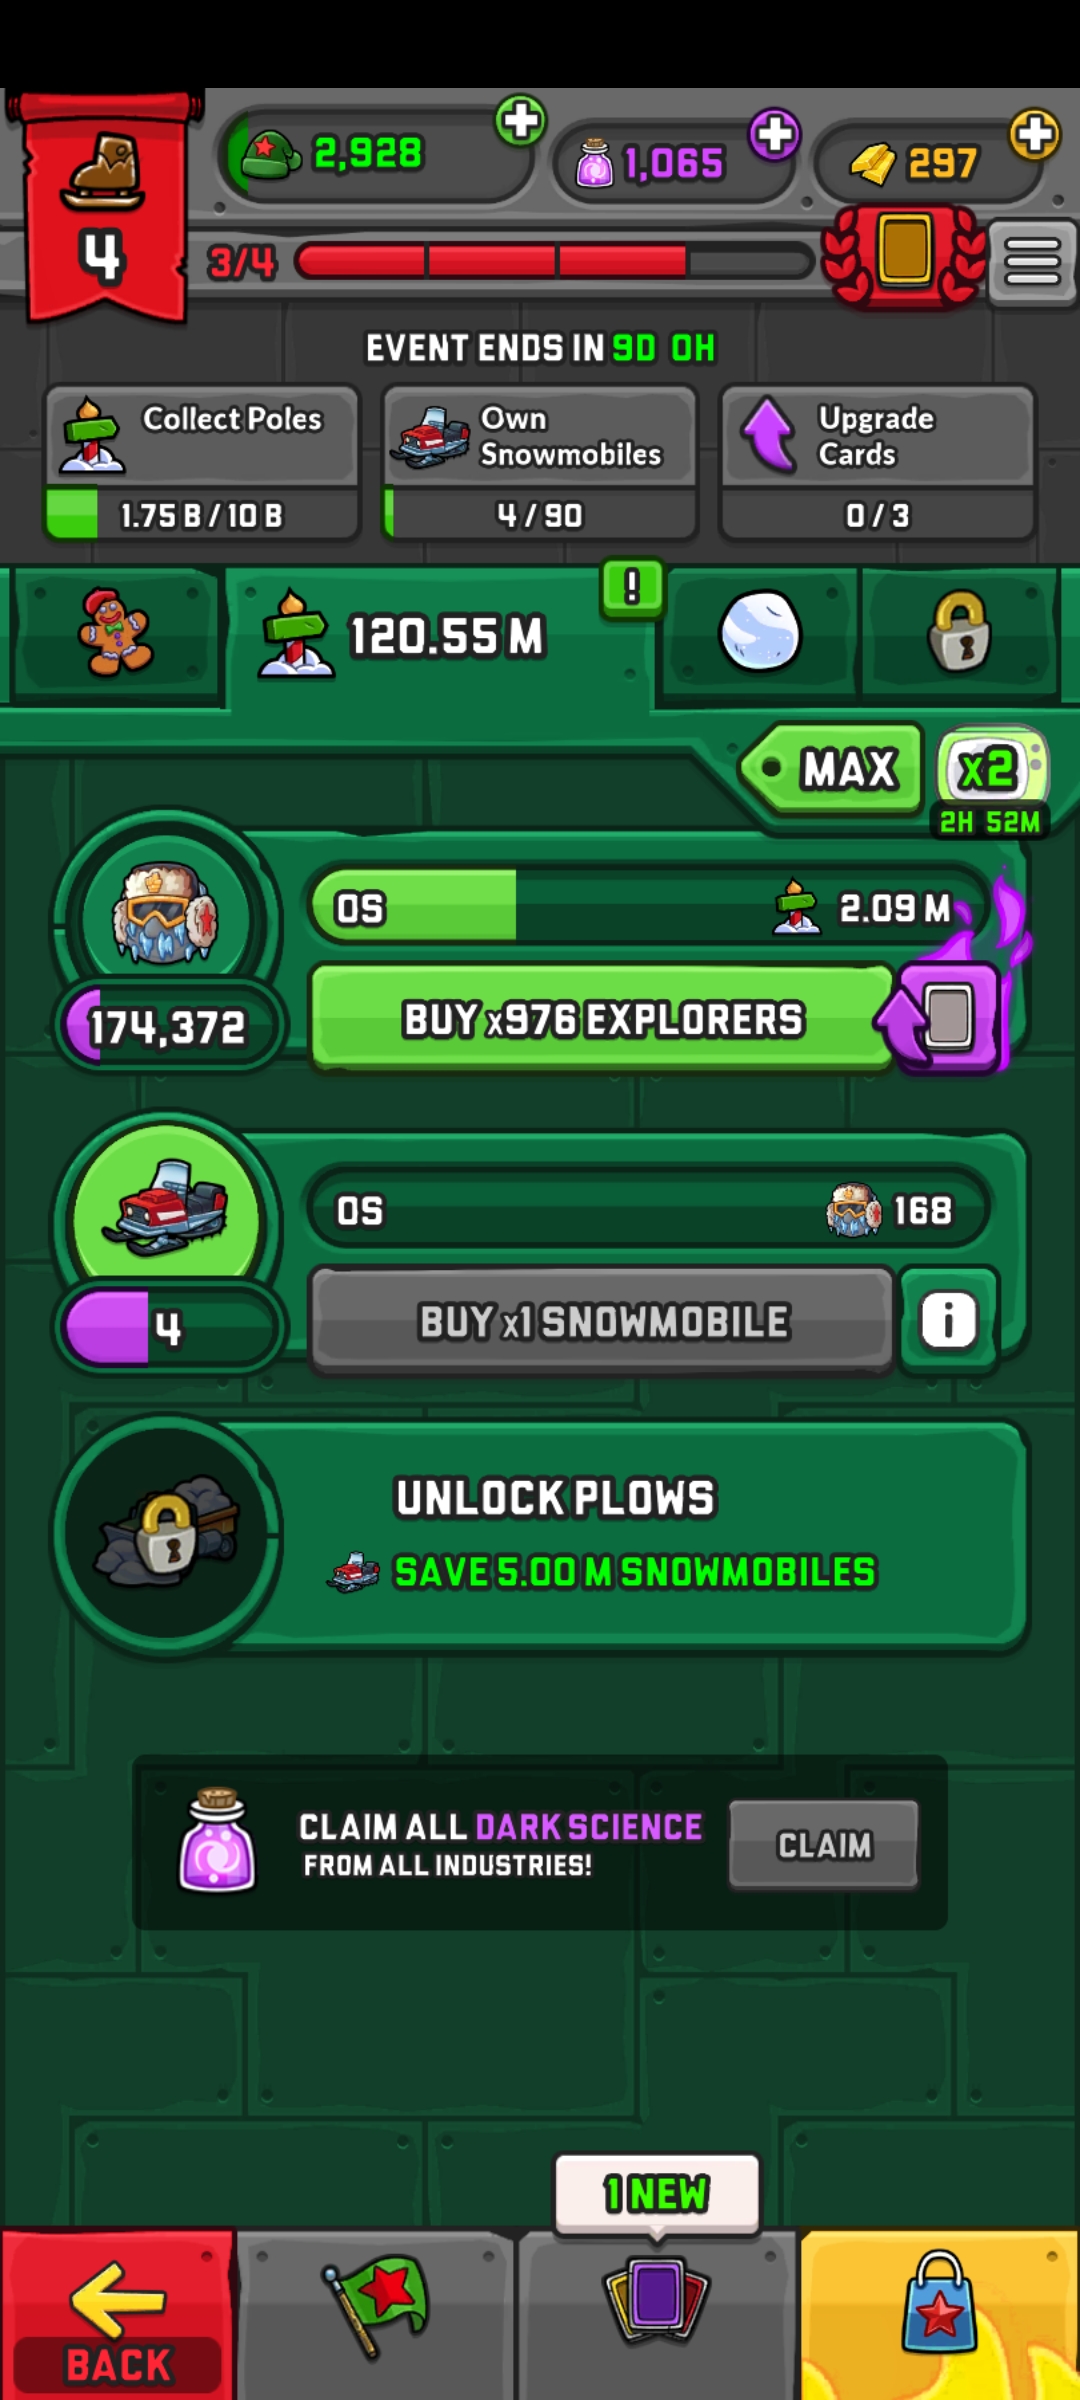 2,928
1,065
297
4
3/4
EVENT ENDS IN 9D 0H
Collect Poles
1.75 B / 10 B
Own
Snowmobiles
4 / 90
Upgrade
Cards
0 / 3
120.55 M
!
MAX
x2
2H 52M
0S
2.09 M
174,372
BUY x976 EXPLORERS
0S
168
4
BUY x1 SNOWMOBILE
i
UNLOCK PLOWS
SAVE 5.00 M SNOWMOBILES
CLAIM ALL DARK SCIENCE
FROM ALL INDUSTRIES!
CLAIM
1 NEW
BACK